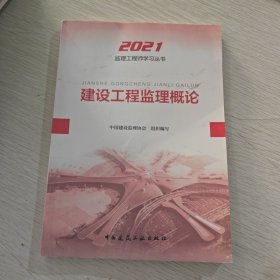 2021
监理工程师学习丛书
JIANSHE GONGCHENG JIANLI GAILUN
建设工程监理概论
中国建设监理协会 组织编写
中国建筑工业出版社